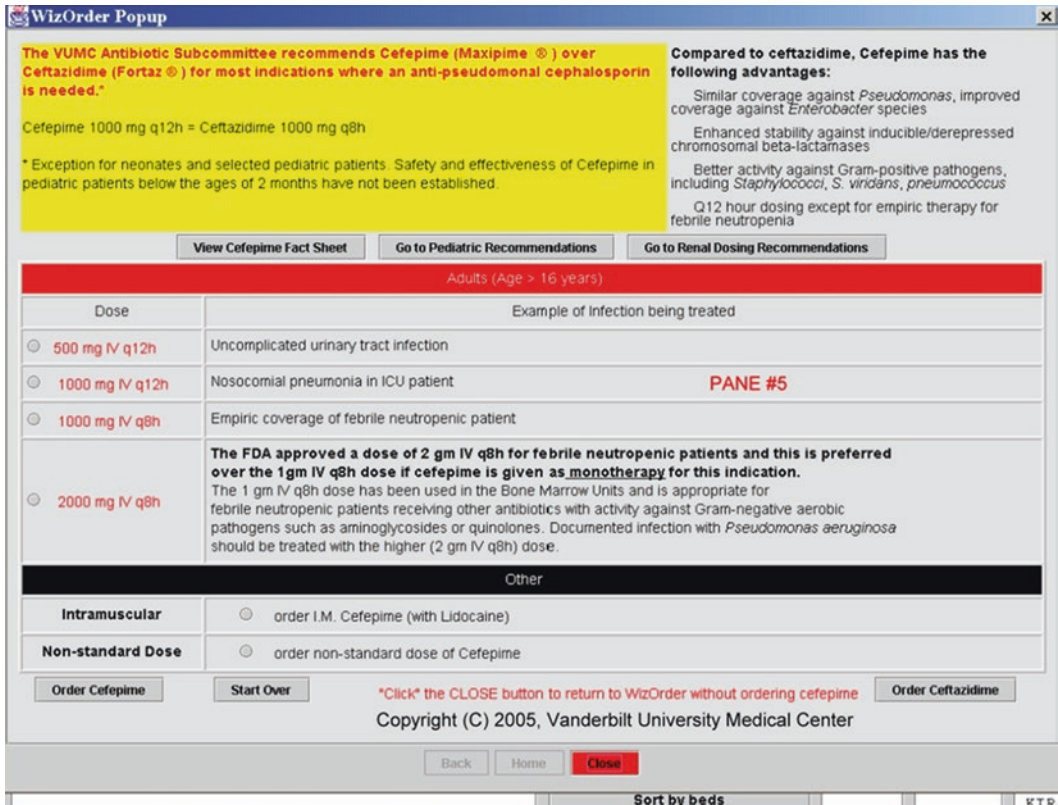 WizOrder Popup
The VUMC Antibiotic Subcommittee recommends Cefepime (Maxipime ® ) over
Ceftazidime (Fortaz ® ) for most indications where an anti-pseudomonal cephalosporin
is needed.*
Cefepime 1000 mg q12h = Ceftazidime 1000 mg q8h
* Exception for neonates and selected pediatric patients. Safety and effectiveness of Cefepime in
pediatric patients below the ages of 2 months have not been established.
Compared to ceftazidime, Cefepime has the
following advantages:
Similar coverage against Pseudomonas, improved
coverage against Enterobacter species
Enhanced stability against inducible/derepressed
chromosomal beta-lactamases
Better activity against Gram-positive pathogens,
including Staphylococci, S. viridans, pneumococcus
Q12 hour dosing except for empiric therapy for
febrile neutropenia
View Cefepime Fact Sheet
Go to Pediatric Recommendations
Go to Renal Dosing Recommendations
Adults (Age > 16 years)
Dose
Example of Infection being treated
500 mg IV q12h
Uncomplicated urinary tract infection
1000 mg IV q12h
Nosocomial pneumonia in ICU patient
PANE #5
1000 mg IV q8h
Empiric coverage of febrile neutropenic patient
2000 mg IV q8h
The FDA approved a dose of 2 gm IV q8h for febrile neutropenic patients and this is preferred
over the 1gm IV q8h dose if cefepime is given as monotherapy for this indication.
The 1 gm IV q8h dose has been used in the Bone Marrow Units and is appropriate for
febrile neutropenic patients receiving other antibiotics with activity against Gram-negative aerobic
pathogens such as aminoglycosides or quinolones. Documented infection with Pseudomonas aeruginosa
should be treated with the higher (2 gm IV q8h) dose.
Other
Intramuscular
order I.M. Cefepime (with Lidocaine)
Non-standard Dose
order non-standard dose of Cefepime
Order Cefepime
Start Over
"Click" the CLOSE button to return to WizOrder without ordering cefepime
Order Ceftazidime
Copyright (C) 2005, Vanderbilt University Medical Center
Back
Home
Close
Sort by beds